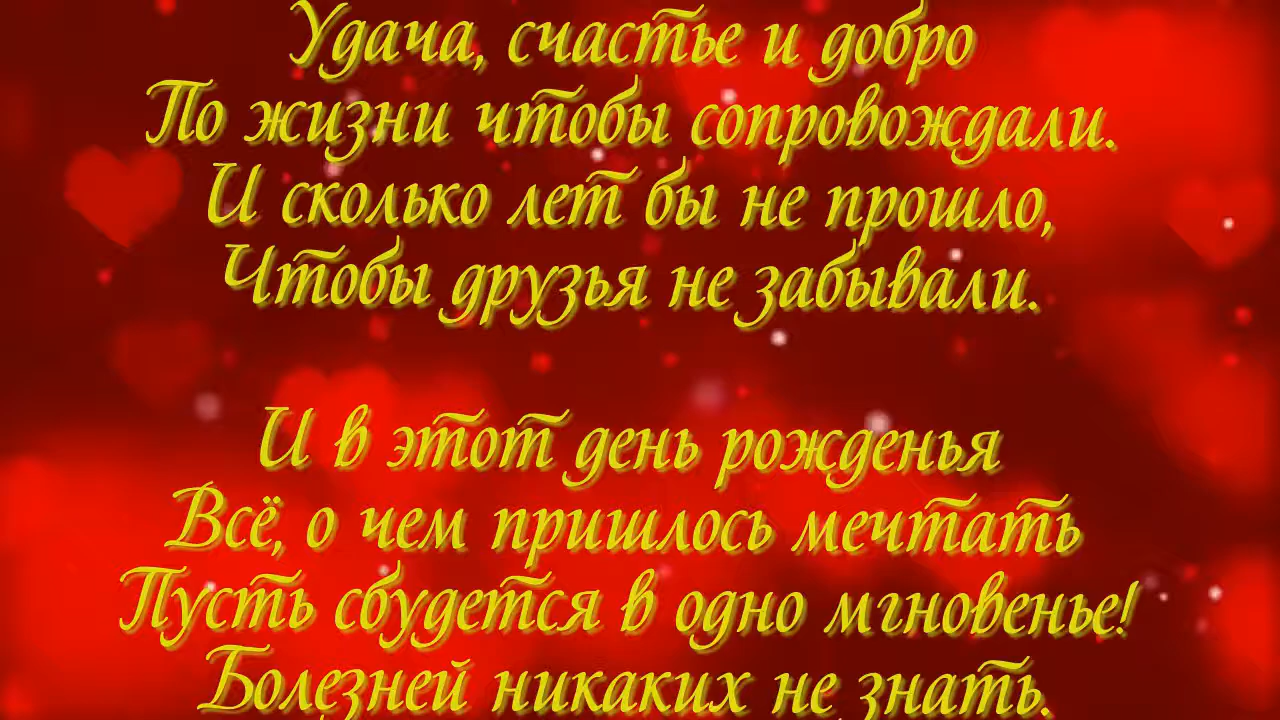 Удача, счастье и добро
По жизни чтобы сопровождали.
И сколько лет бы не прошло,
Чтобы друзья не забывали.
И в этот день рожденья
Всё, о чем пришлось мечтать
Пусть сбудется в одно мгновенье!
Болезней никаких не знать.